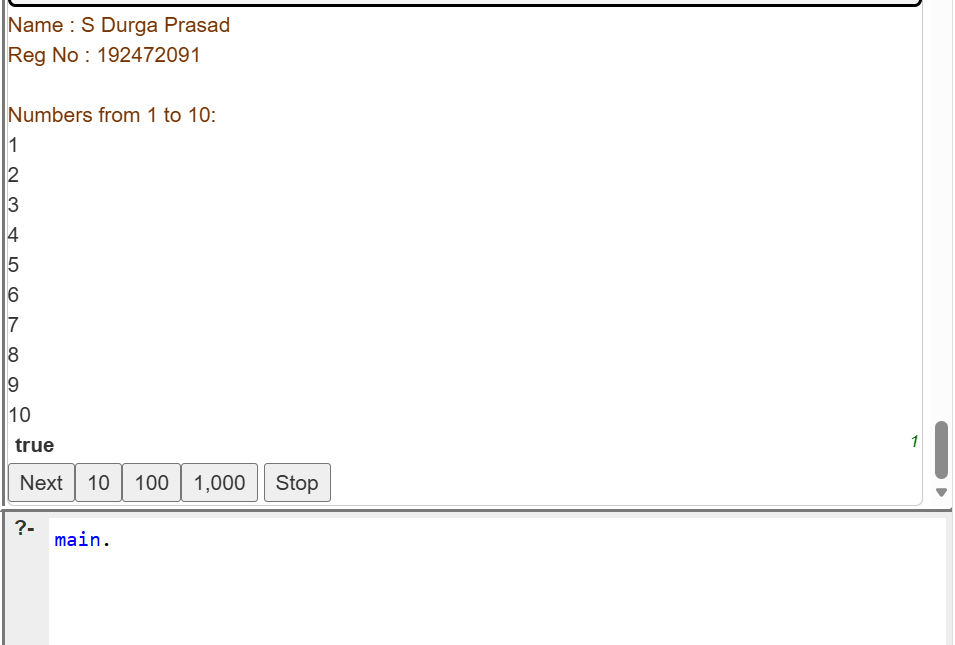 Name : S Durga Prasad
Reg No : 192472091
Numbers from 1 to 10:
1
2
3
4
5
6
7
8
9
10
true 1
Next 10 100 1,000 Stop
?- main.